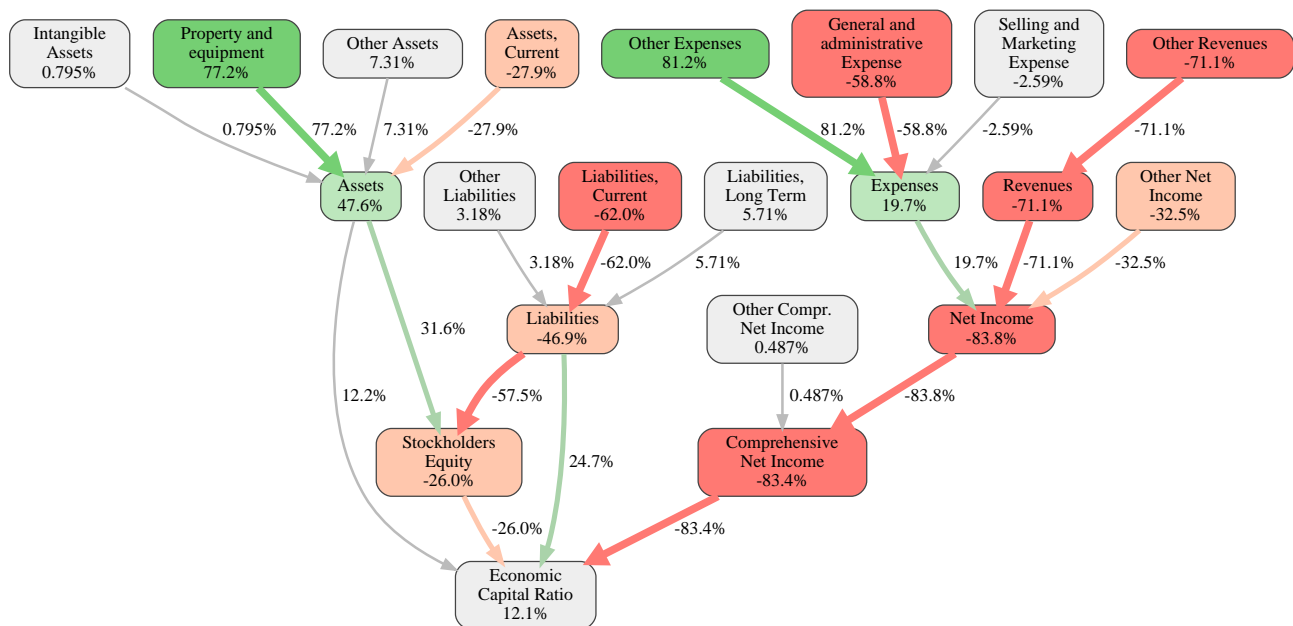 Intangible
Assets
0.795%
Property and
equipment
77.2%
Other Assets
7.31%
Assets,
Current
-27.9%
Other Expenses
81.2%
General and
administrative
Expense
-58.8%
Selling and
Marketing
Expense
-2.59%
Other Revenues
-71.1%
0.795%
77.2%
7.31%
-27.9%
81.2%
-58.8%
-2.59%
-71.1%
Assets
47.6%
Other
Liabilities
3.18%
Liabilities,
Current
-62.0%
Liabilities,
Long Term
5.71%
Expenses
19.7%
Revenues
-71.1%
Other Net
Income
-32.5%
3.18%
-62.0%
5.71%
19.7%
-71.1%
-32.5%
31.6%
Liabilities
-46.9%
Other Compr.
Net Income
0.487%
Net Income
-83.8%
12.2%
-57.5%
0.487%
-83.8%
Stockholders
Equity
-26.0%
24.7%
Comprehensive
Net Income
-83.4%
-26.0%
-83.4%
Economic
Capital Ratio
12.1%